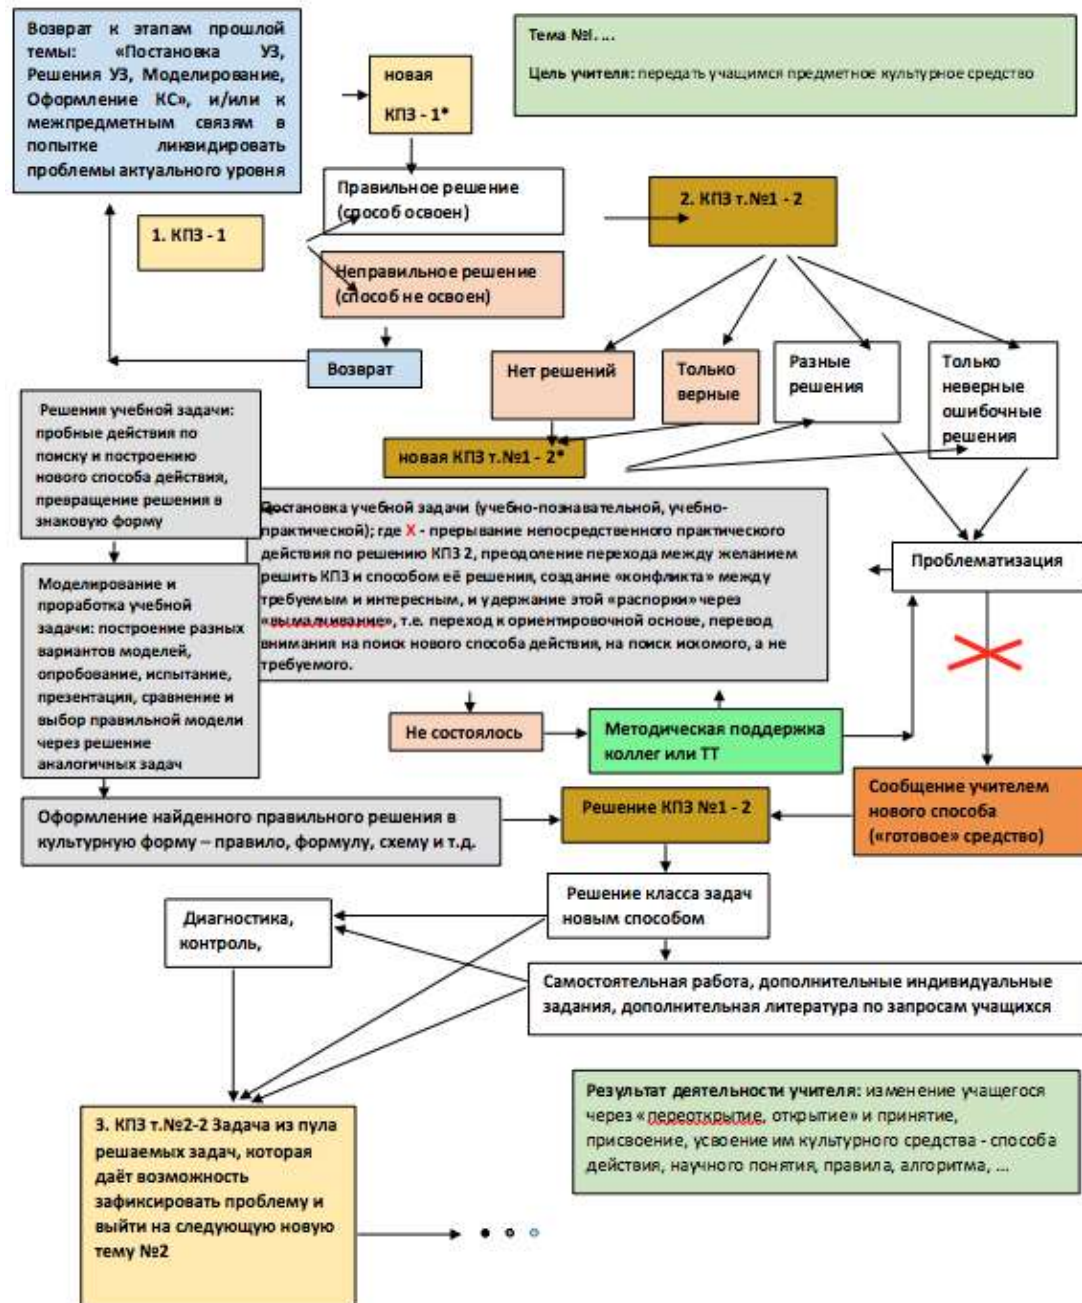 Возврат к этапам прошлой
темы: «Постановка УЗ,
Решения УЗ, Моделирование,
Оформление КС», и/или к
межпредметным связям в
попытке ликвидировать
проблемы актуального уровня
новая
КПЗ - 1*
Тема №I. ...
Цель учителя: передать учащимся предметное культурное средство
Правильное решение
(способ освоен)
2. КПЗ т.№1 - 2
1. КПЗ - 1
Неправильное решение
(способ не освоен)
Возврат
Нет решений
Только
верные
Разные
решения
Только
неверные
ошибочные
решения
Решения учебной задачи:
пробные действия по
поиску и построению
нового способа действия,
превращение решения в
знаковую форму
новая КПЗ т.№1 - 2*
Постановка учебной задачи (учебно-познавательной, учебно-
практической); где X - прерывание непосредственного практического
действия по решению КПЗ 2, преодоление перехода между желанием
решить КПЗ и способом её решения, создание «конфликта» между
требуемым и интересным, и удержание этой «распорки» через
«вымалчивание», т.е. переход к ориентировочной основе, перевод
внимания на поиск нового способа действия, на поиск искомого, а не
требуемого.
Проблематизация
Моделирование и
проработка учебной
задачи: построение разных
вариантов моделей,
опробование, испытание,
презентация, сравнение и
выбор правильной модели
через решение
аналогичных задач
Не состоялось
Методическая поддержка
коллег или ТТ
Сообщение учителем
нового способа
(«готовое» средство)
Решение КПЗ №1 - 2
Оформление найденного правильного решения в
культурную форму – правило, формулу, схему и т.д.
Решение класса задач
новым способом
Диагностика,
контроль,
Самостоятельная работа, дополнительные индивидуальные
задания, дополнительная литература по запросам учащихся
Результат деятельности учителя: изменение учащегося
через «переоткрытие, открытие» и принятие,
присвоение, усвоение им культурного средства - способа
действия, научного понятия, правила, алгоритма, ...
3. КПЗ т.№2-2 Задача из пула
решаемых задач, которая
даёт возможность
зафиксировать проблему и
выйти на следующую новую
тему №2